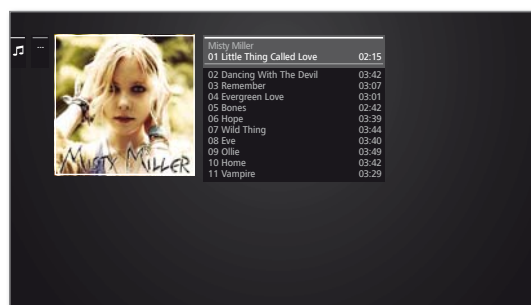 ...
MISTY MILLER
Misty Miller
01 Little Thing Called Love 02:15
02 Dancing With The Devil 03:42
03 Remember 03:07
04 Evergreen Love 03:01
05 Bones 02:42
06 Hope 03:39
07 Wild Thing 03:44
08 Eve 03:40
09 Ollie 03:49
10 Home 03:42
11 Vampire 03:29